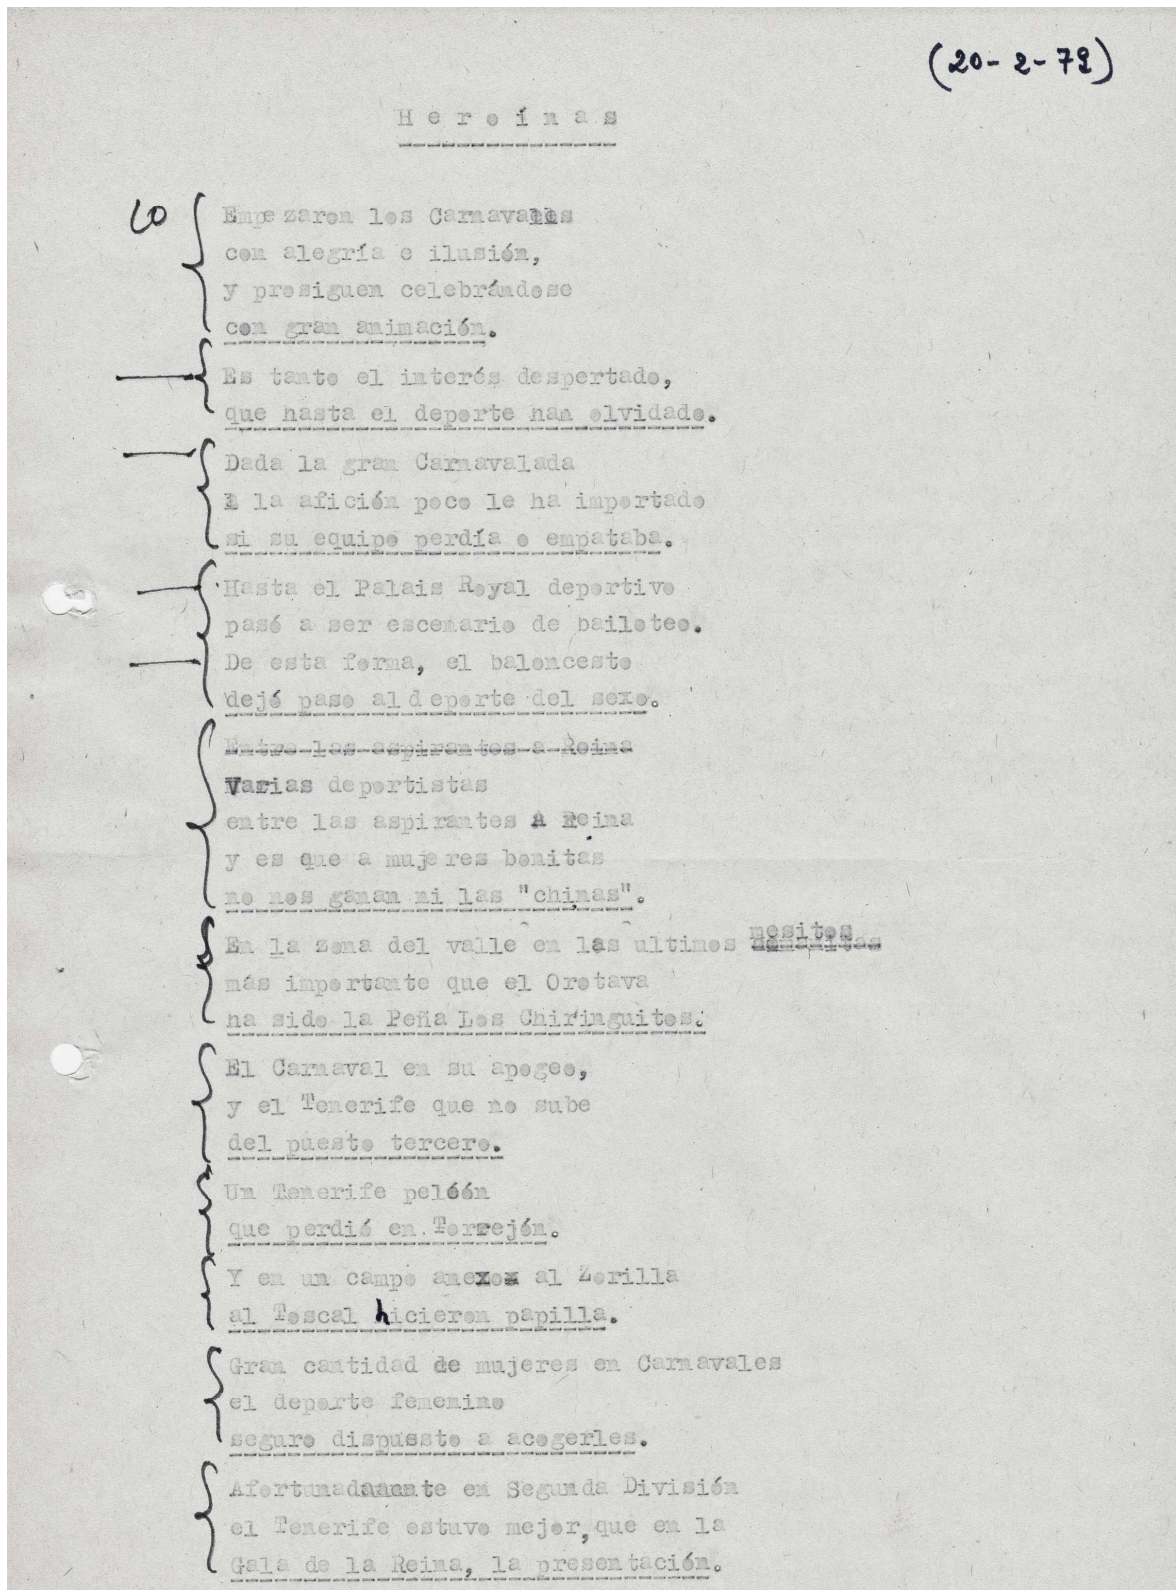 (20-2-79)
Heroínas
Empezaron los Carnavales
con alegría e ilusión,
y prosiguen celebrándose
con gran animación.
Es tanto el interés despertado,
que hasta el deporte han olvidado.
Dada la gran Carnavalada
a la afición poco le ha importado
si su equipo perdía o empataba.
Hasta el Palais Royal deportivo
pasó a ser escenario de bailoteo.
De esta forma, el baloncesto
dejó paso al deporte del sexo.
Entre las aspirantes a Reina
Varias deportistas
entre las aspirantes A Reina
y es que a mujeres bonitas
no nos ganan ni las "chinas".
En la zona del valle en las ultimos mesitos
más importante que el Orotava
ha sido la Peña Los Chiringuitos.
El Carnaval en su apogeo,
y el Tenerife que no sube
del puesto tercero.
Un Tenerife peleón
que perdió en Torrejón.
Y en un campo anexo al Zorilla
al Toscal hicieron papilla.
Gran cantidad de mujeres en Carnavales
el deporte femenino
seguro dispuesto a acogerles.
Afortunadamente en Segunda División
el Tenerife estuvo mejor, que en la
Gala de la Reina, la presentación.